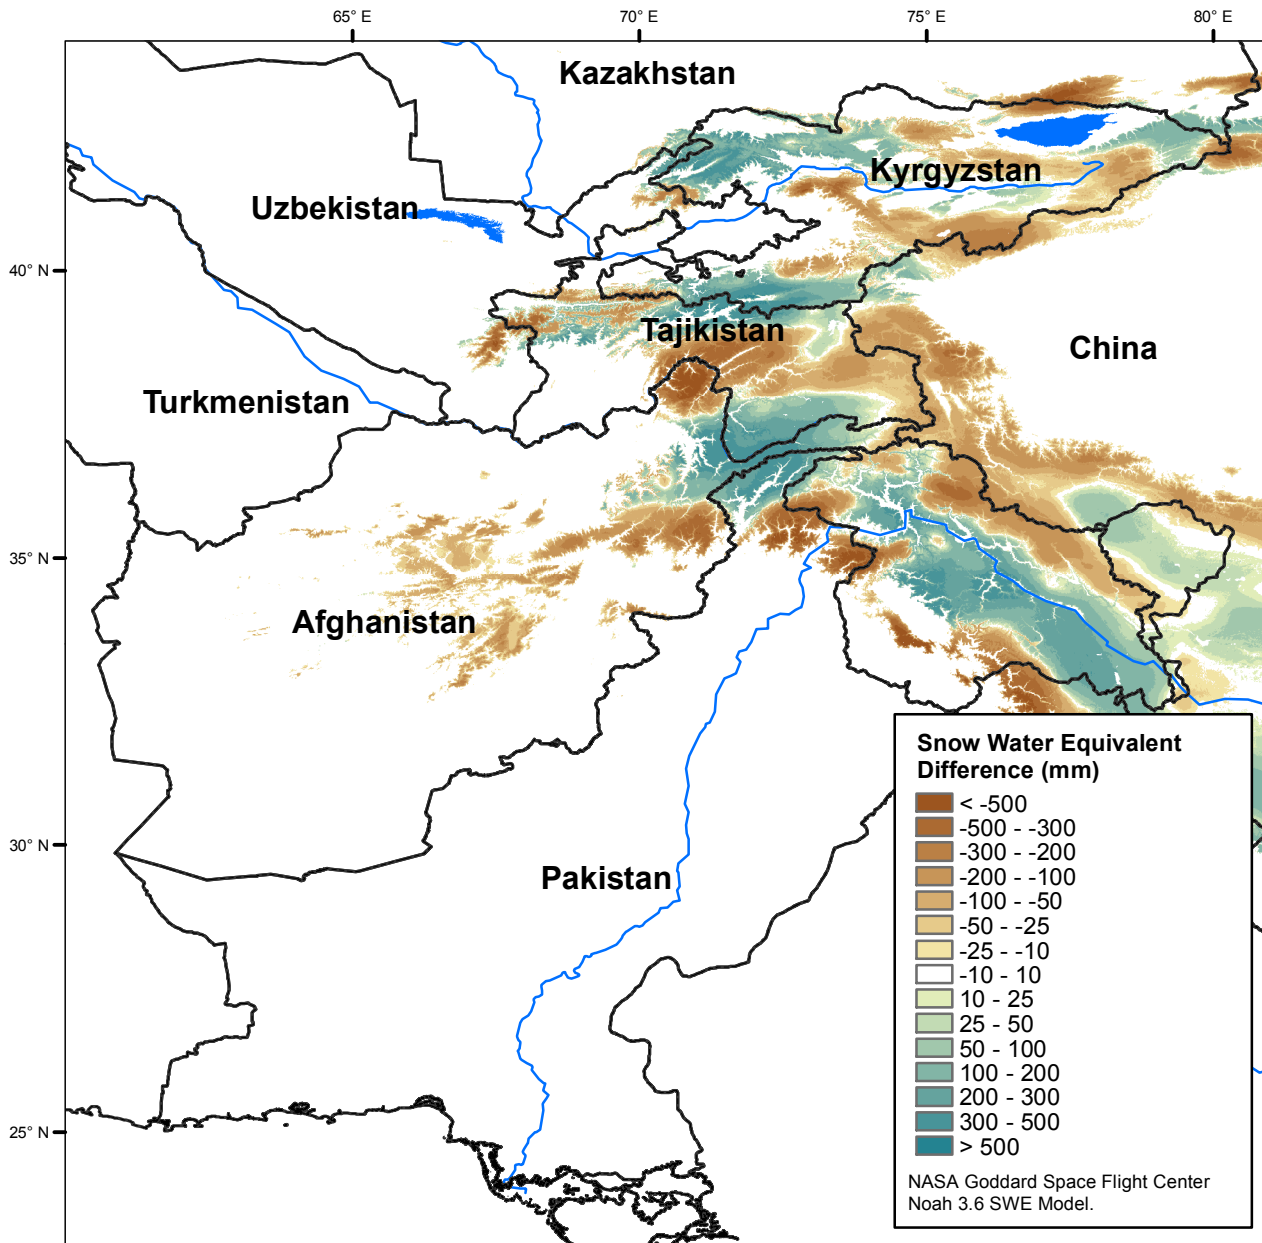 65° E
70° E
75° E
80° E
Kazakhstan
Kyrgyzstan
Uzbekistan
40° N
Tajikistan
China
Turkmenistan
35° N
Afghanistan
30° N
Pakistan
25° N
Snow Water Equivalent
Difference (mm)
< -500
-500 - -300
-300 - -200
-200 - -100
-100 - -50
-50 - -25
-25 - -10
-10 - 10
10 - 25
25 - 50
50 - 100
100 - 200
200 - 300
300 - 500
> 500
NASA Goddard Space Flight Center
Noah 3.6 SWE Model.